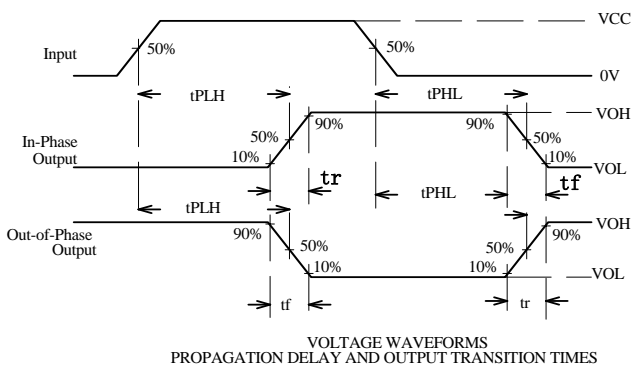 VCC
50%
50%
Input
0V
tPLH
tPHL
VOH
90%
90%
In-Phase
Output
50%
50%
10%
10%
VOL
tr
tf
tPLH
tPHL
VOH
Out-of-Phase
Output
90%
90%
50%
50%
10%
10%
VOL
tf
tr
VOLTAGE WAVEFORMS
PROPAGATION DELAY AND OUTPUT TRANSITION TIMES